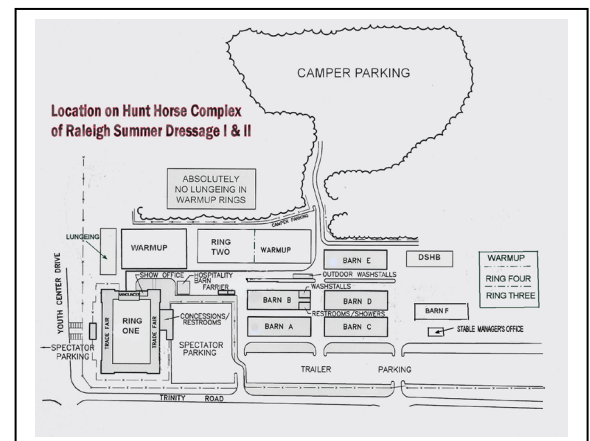 CAMPER PARKING
Location on Hunt Horse Complex
of Raleigh Summer Dressage I & II
ABSOLUTELY
NO LUNGEING IN
WARMUP RINGS
CAMPER PARKING
LUNGEING
WARMUP
RING
TWO
WARMUP
BARN E
DSHB
WARMUP
RING FOUR
RING THREE
SHOW OFFICE
HOSPITALITY
BARN
FARRIER
OUTDOOR WASHSTALLS
WASHSTALLS
BARN B
BARN D
RESTROOMS/SHOWERS
BARN F
STABLE MANAGER'S OFFICE
BARN A
BARN C
ANNOUNCER
RING
ONE
TRADE FAIR
TRADE FAIR
CONCESSIONS/
RESTROOMS
SPECTATOR
PARKING
YOUTH CENTER DRIVE
SPECTATOR
PARKING
TRAILER PARKING
TRINITY ROAD